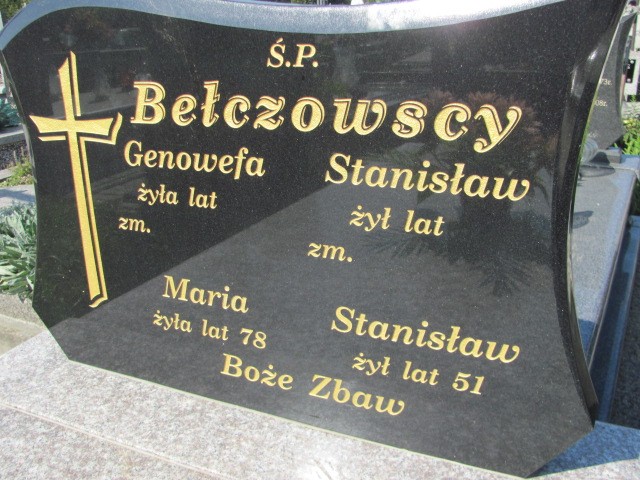 Ś.P.
Bełczowscy
Genowefa Stanisław
żyła lat żył lat
zm. zm.
Maria Stanisław
żyła lat 78 żył lat 51
Boże Zbaw